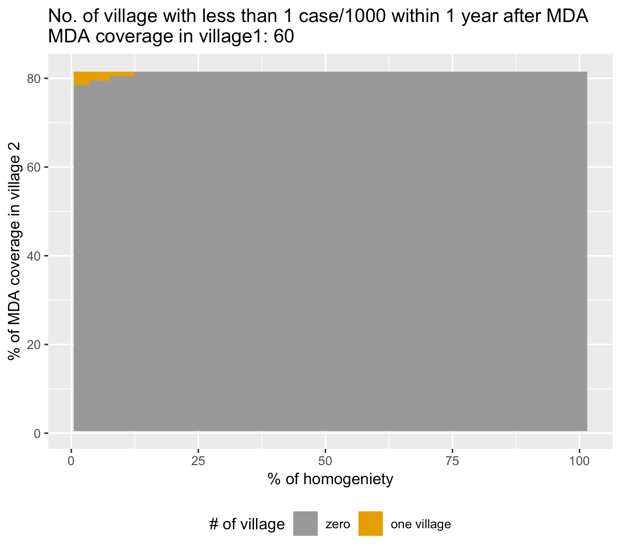 No. of village with less than 1 case/1000 within 1 year after MDA
MDA coverage in village1: 60
% of MDA coverage in village 2
80
60
40
20
0
0 25 50 75 100
% of homogeniety
# of village zero one village